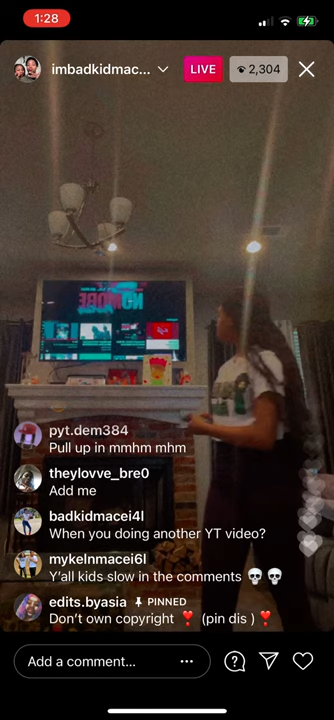 1:28
imbadkidmac...
LIVE
2,304
NO MORE
pyt.dem384
Pull up in mmhm mhm
theylovve_bre0
Add me
badkidmacei4l
When you doing another YT video?
mykelnmacei6l
Y'all kids slow in the comments 💀💀
edits.byasia PINNED
Don't own copyright ❣️ (pin dis ) ❣️
Add a comment...